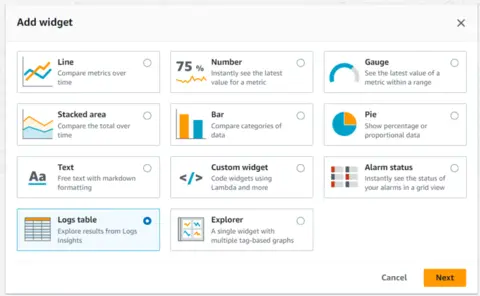 Add widget
Line
Compare metrics over
time
75 %
Number
Instantly see the latest
value for a metric
Gauge
See the latest value of a
metric within a range
Stacked area
Compare the total over
time
Bar
Compare categories of
data
Pie
Show percentage or
proportional data
Aa
Text
Free text with markdown
formatting
</>
Custom widget
Code widgets using
Lambda and more
Alarm status
Instantly see the status of
your alarms in a grid view
Logs table
Explore results from Logs
Insights
Explorer
A single widget with
multiple tag-based graphs
Cancel
Next